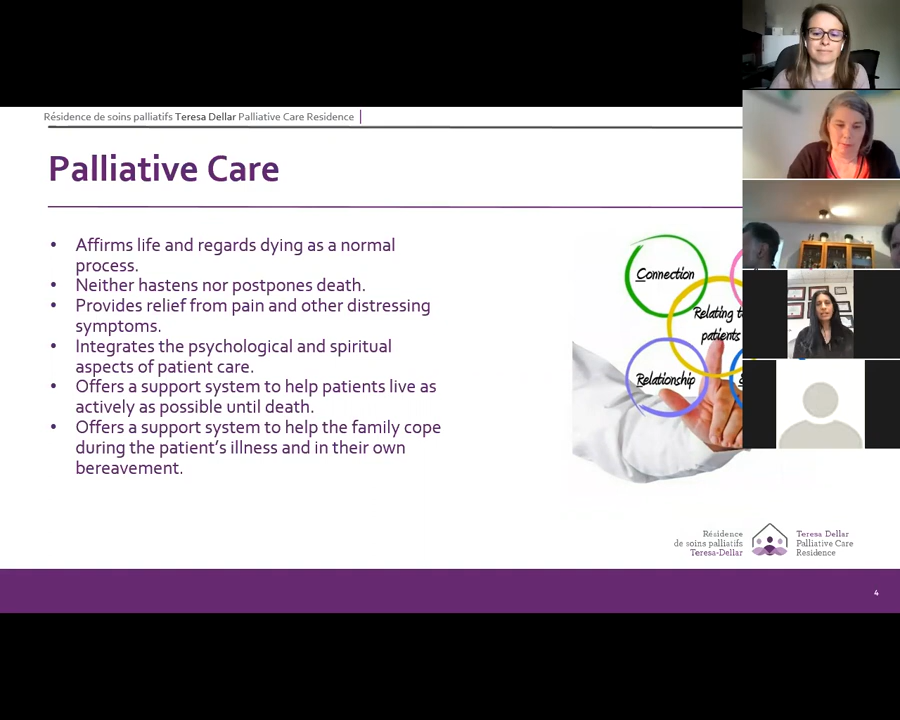 Résidence de soins palliatifs Teresa Dellar Palliative Care Residence
Palliative Care
• Affirms life and regards dying as a normal
process.
• Neither hastens nor postpones death.
• Provides relief from pain and other distressing
symptoms.
• Integrates the psychological and spiritual
aspects of patient care.
• Offers a support system to help patients live as
actively as possible until death.
• Offers a support system to help the family cope
during the patient's illness and in their own
bereavement.
Connection
Relating
patients
Relationship
Résidence
de soins palliatifs
Teresa-Dellar
Teresa Dellar
Palliative Care
Residence
4